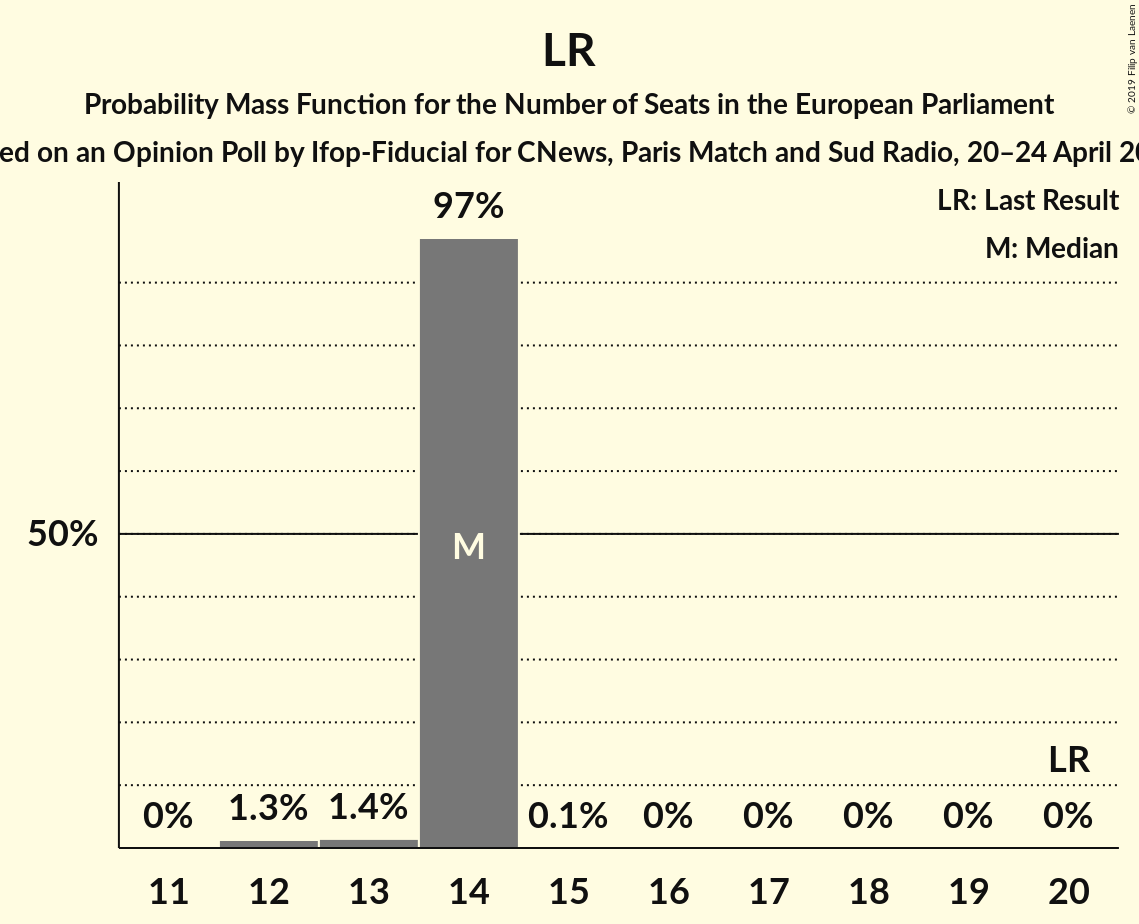 LR
Probability Mass Function for the Number of Seats in the European Parliament
on an Opinion Poll by Ifop-Fiducial for CNews, Paris Match and Sud Radio, 20–24 April
© 2019 Filip van Laenen
LR: Last Result
M: Median
97%
50%
M
LR
0%
1.3%
1.4%
0.1%
0%
0%
0%
0%
0%
11
12
13
14
15
16
17
18
19
20